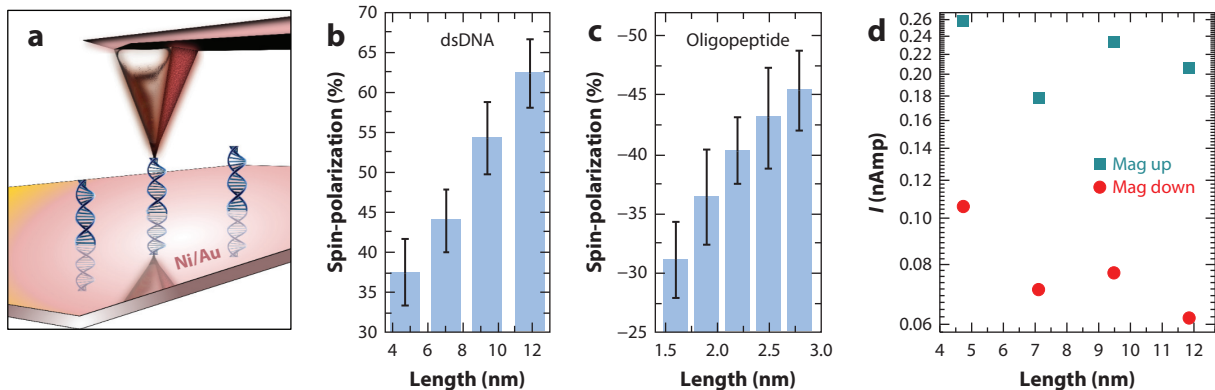 a
Ni/Au
b
dsDNA
Spin-polarization (%)
70
65
60
55
50
45
40
35
30
4 6 8 10 12
Length (nm)
c
Oligopeptide
Spin-polarization (%)
−50
−45
−40
−35
−30
−25
1.5 2.0 2.5 3.0
Length (nm)
d
I (nAmp)
0.26
0.24
0.22
0.20
0.18
0.16
0.14
0.12
0.10
0.08
0.06
Mag up
Mag down
4 5 6 7 8 9 10 11 12
Length (nm)